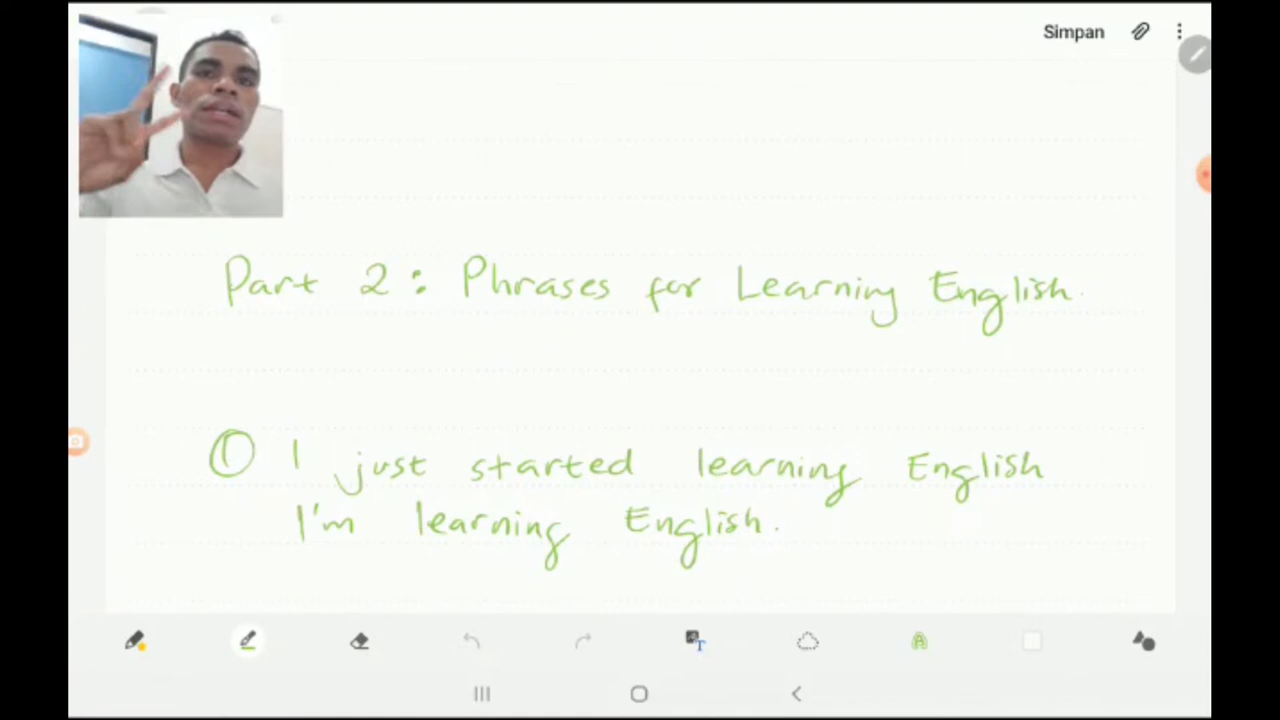 Simpan
Part 2: Phrases for Learning English.
① I just started learning English
I'm learning English.